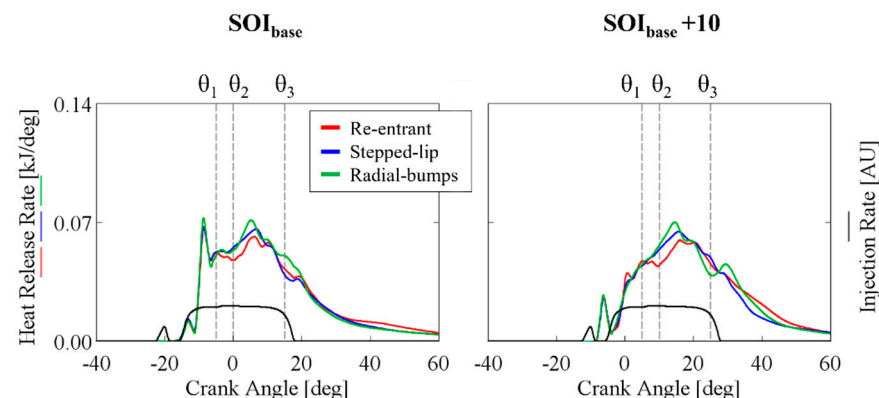 SOIbase
SOIbase +10
θ1 θ2 θ3
θ1 θ2 θ3
0.14
0.07
0.00
Heat Release Rate [kJ/deg]
Re-entrant
Stepped-lip
Radial-bumps
Injection Rate [AU]
-40 -20 0 20 40 60
-40 -20 0 20 40 60
Crank Angle [deg]
Crank Angle [deg]